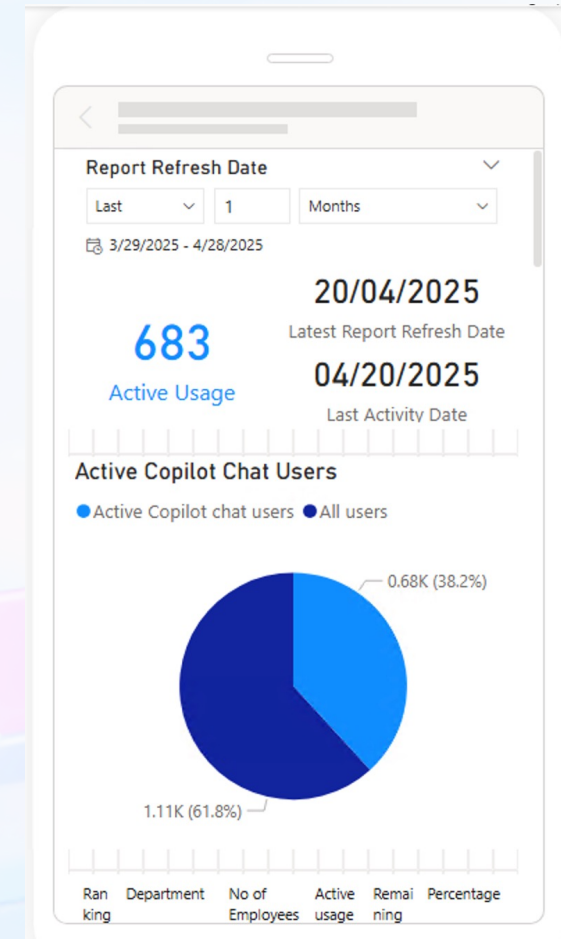 Report Refresh Date
Last 1 Months
3/29/2025 - 4/28/2025
20/04/2025
Latest Report Refresh Date
683
Active Usage
04/20/2025
Last Activity Date
Active Copilot Chat Users
Active Copilot chat users All users
0.68K (38.2%)
1.11K (61.8%)
Ran Department No of Active Remai Percentage
king Employees usage ning